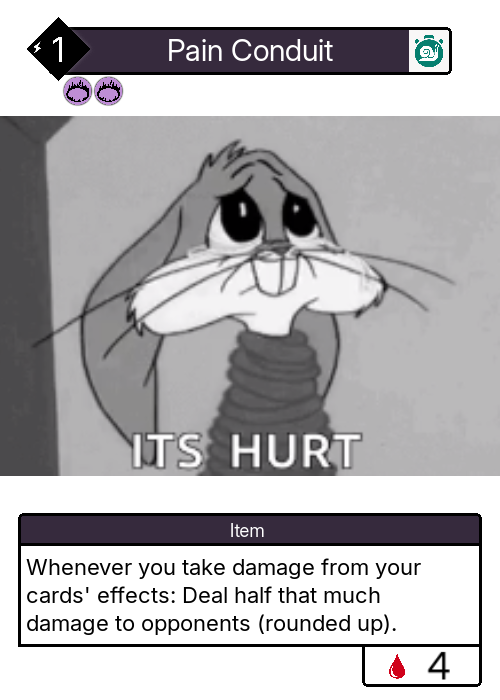 1
Pain Conduit
ITS HURT
Item
Whenever you take damage from your
cards' effects: Deal half that much
damage to opponents (rounded up).
4